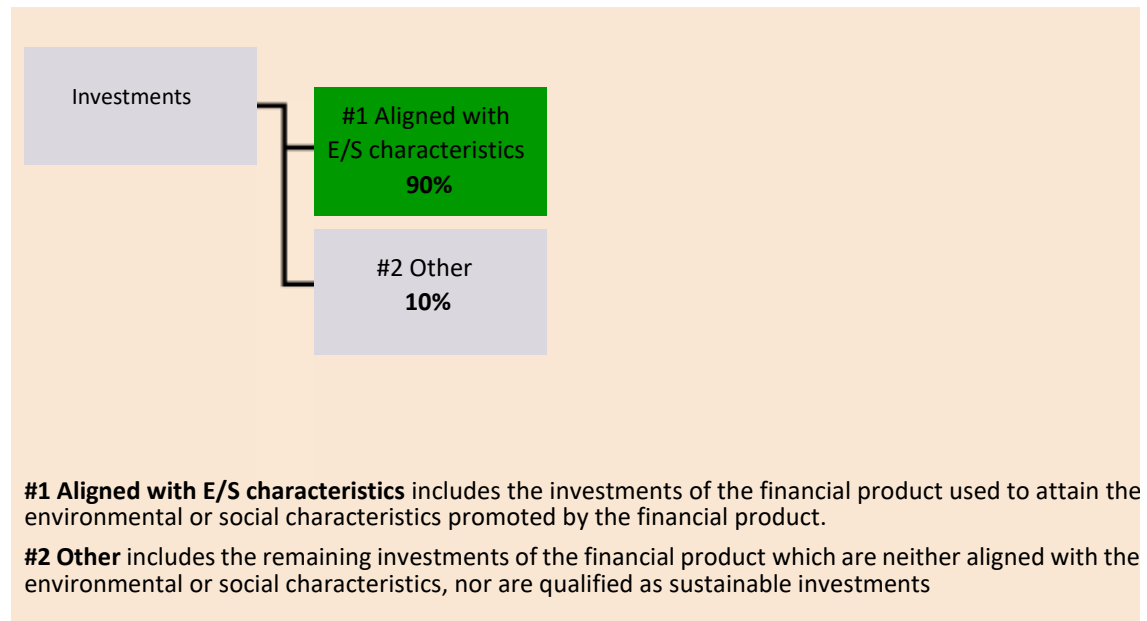 Investments
#1 Aligned with
E/S characteristics
90%
#2 Other
10%
#1 Aligned with E/S characteristics includes the investments of the financial product used to attain the
environmental or social characteristics promoted by the financial product.
#2 Other includes the remaining investments of the financial product which are neither aligned with the
environmental or social characteristics, nor are qualified as sustainable investments